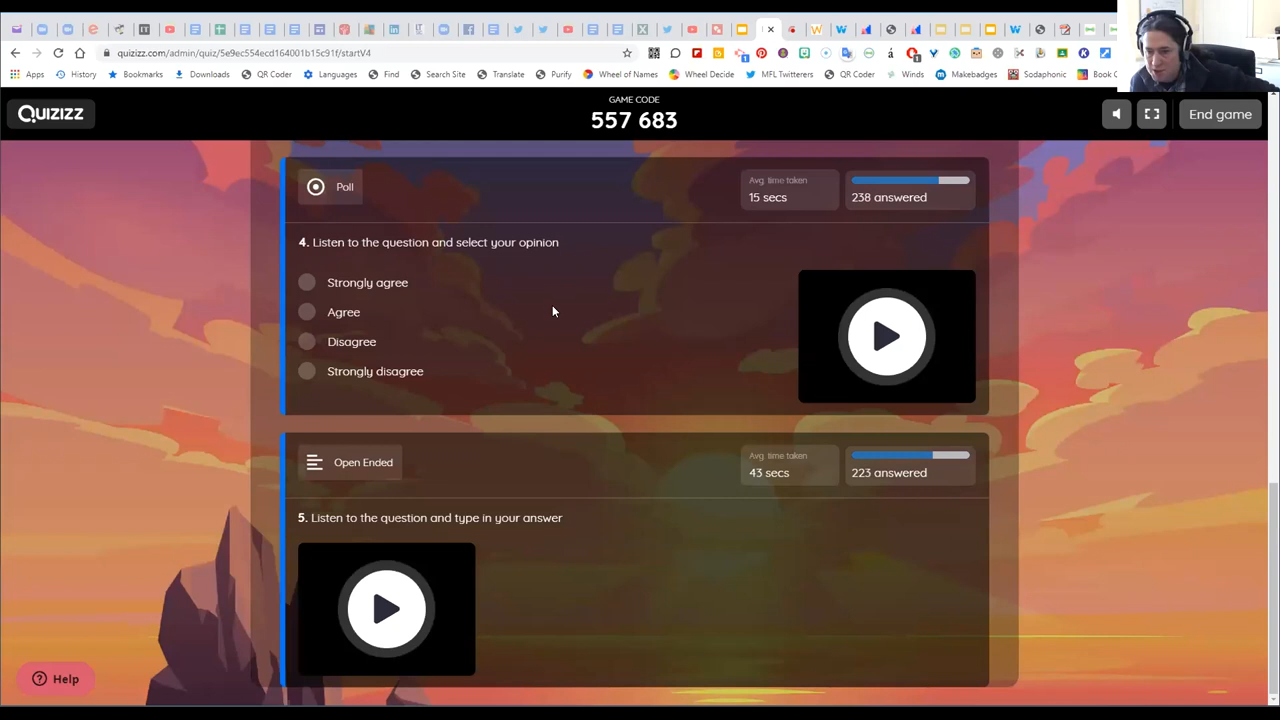 quizizz.com/admin/quiz/5e9ec554ecd164001b15c91f/startV4
Apps History Bookmarks Downloads QR Coder Languages Find Search Site Translate Purify Wheel of Names Wheel Decide MFL Twitterers QR Coder Winds Makebadges Sodaphonic Book
Quizizz
GAME CODE
557 683
End game
Poll
Avg. time taken
15 secs
238 answered
4. Listen to the question and select your opinion
Strongly agree
Agree
Disagree
Strongly disagree
Open Ended
Avg. time taken
43 secs
223 answered
5. Listen to the question and type in your answer
Help